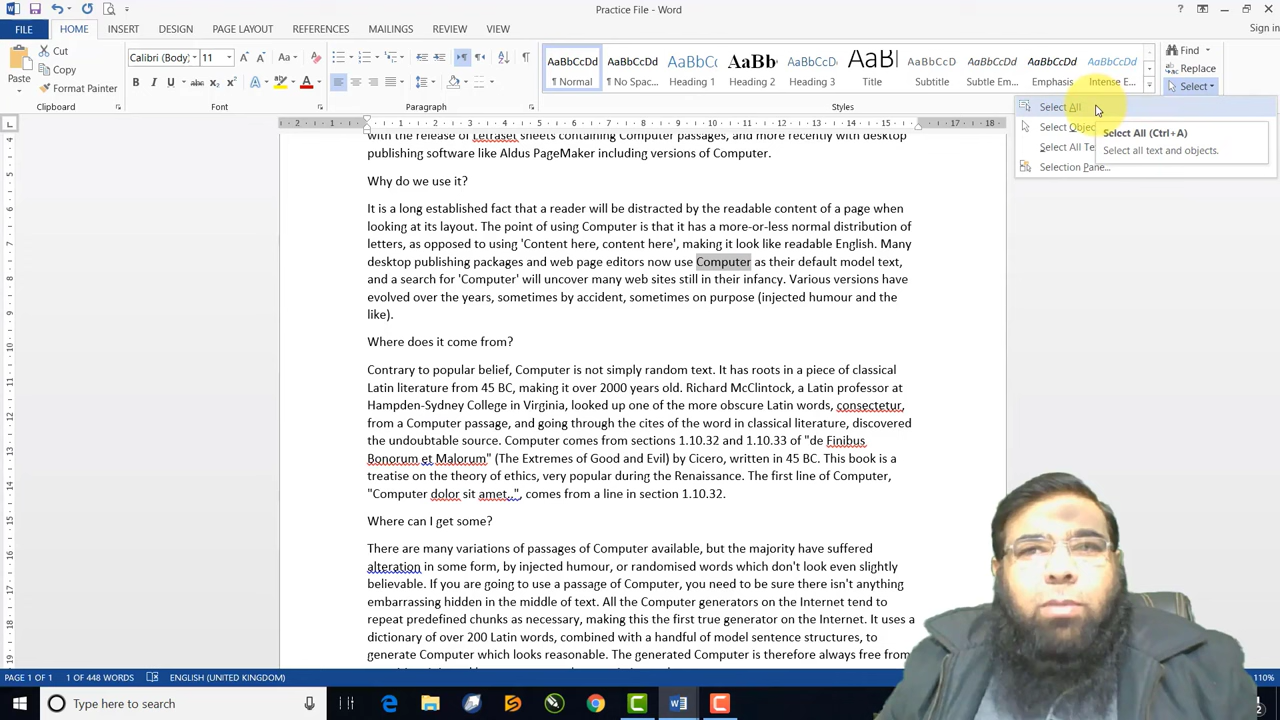 Practice File - Word
Sign in
FILE HOME INSERT DESIGN PAGE LAYOUT REFERENCES MAILINGS REVIEW VIEW
Paste
Cut
Copy
Format Painter
Clipboard
Calibri (Body) 11
Font
Paragraph
AaBbCcDd AaBbCcDd AaBbCc AaBb AaBbCcD AaBI AaBbCcD AaBbCcDd AaBbCcDd AaBbCcDd
¶ Normal ¶ No Spac... Heading 1 Heading 2 Heading 3 Title Subtitle Subtle Em... Emphasis Intense E...
Styles
Find
Replace
Select
Select All
Select Obje
Select All Te
Selection Pane...
Select All (Ctrl+A)
Select all text and objects.
with the release of Letraset sheets containing Computer passages, and more recently with desktop
publishing software like Aldus PageMaker including versions of Computer.
Why do we use it?
It is a long established fact that a reader will be distracted by the readable content of a page when
looking at its layout. The point of using Computer is that it has a more-or-less normal distribution of
letters, as opposed to using 'Content here, content here', making it look like readable English. Many
desktop publishing packages and web page editors now use Computer as their default model text,
and a search for 'Computer' will uncover many web sites still in their infancy. Various versions have
evolved over the years, sometimes by accident, sometimes on purpose (injected humour and the
like).
Where does it come from?
Contrary to popular belief, Computer is not simply random text. It has roots in a piece of classical
Latin literature from 45 BC, making it over 2000 years old. Richard McClintock, a Latin professor at
Hampden-Sydney College in Virginia, looked up one of the more obscure Latin words, consectetur,
from a Computer passage, and going through the cites of the word in classical literature, discovered
the undoubtable source. Computer comes from sections 1.10.32 and 1.10.33 of "de Finibus
Bonorum et Malorum" (The Extremes of Good and Evil) by Cicero, written in 45 BC. This book is a
treatise on the theory of ethics, very popular during the Renaissance. The first line of Computer,
"Computer dolor sit amet..", comes from a line in section 1.10.32.
Where can I get some?
There are many variations of passages of Computer available, but the majority have suffered
alteration in some form, by injected humour, or randomised words which don't look even slightly
believable. If you are going to use a passage of Computer, you need to be sure there isn't anything
embarrassing hidden in the middle of text. All the Computer generators on the Internet tend to
repeat predefined chunks as necessary, making this the first true generator on the Internet. It uses a
dictionary of over 200 Latin words, combined with a handful of model sentence structures, to
generate Computer which looks reasonable. The generated Computer is therefore always free from
PAGE 1 OF 1 1 OF 448 WORDS ENGLISH (UNITED KINGDOM) 110%
Type here to search